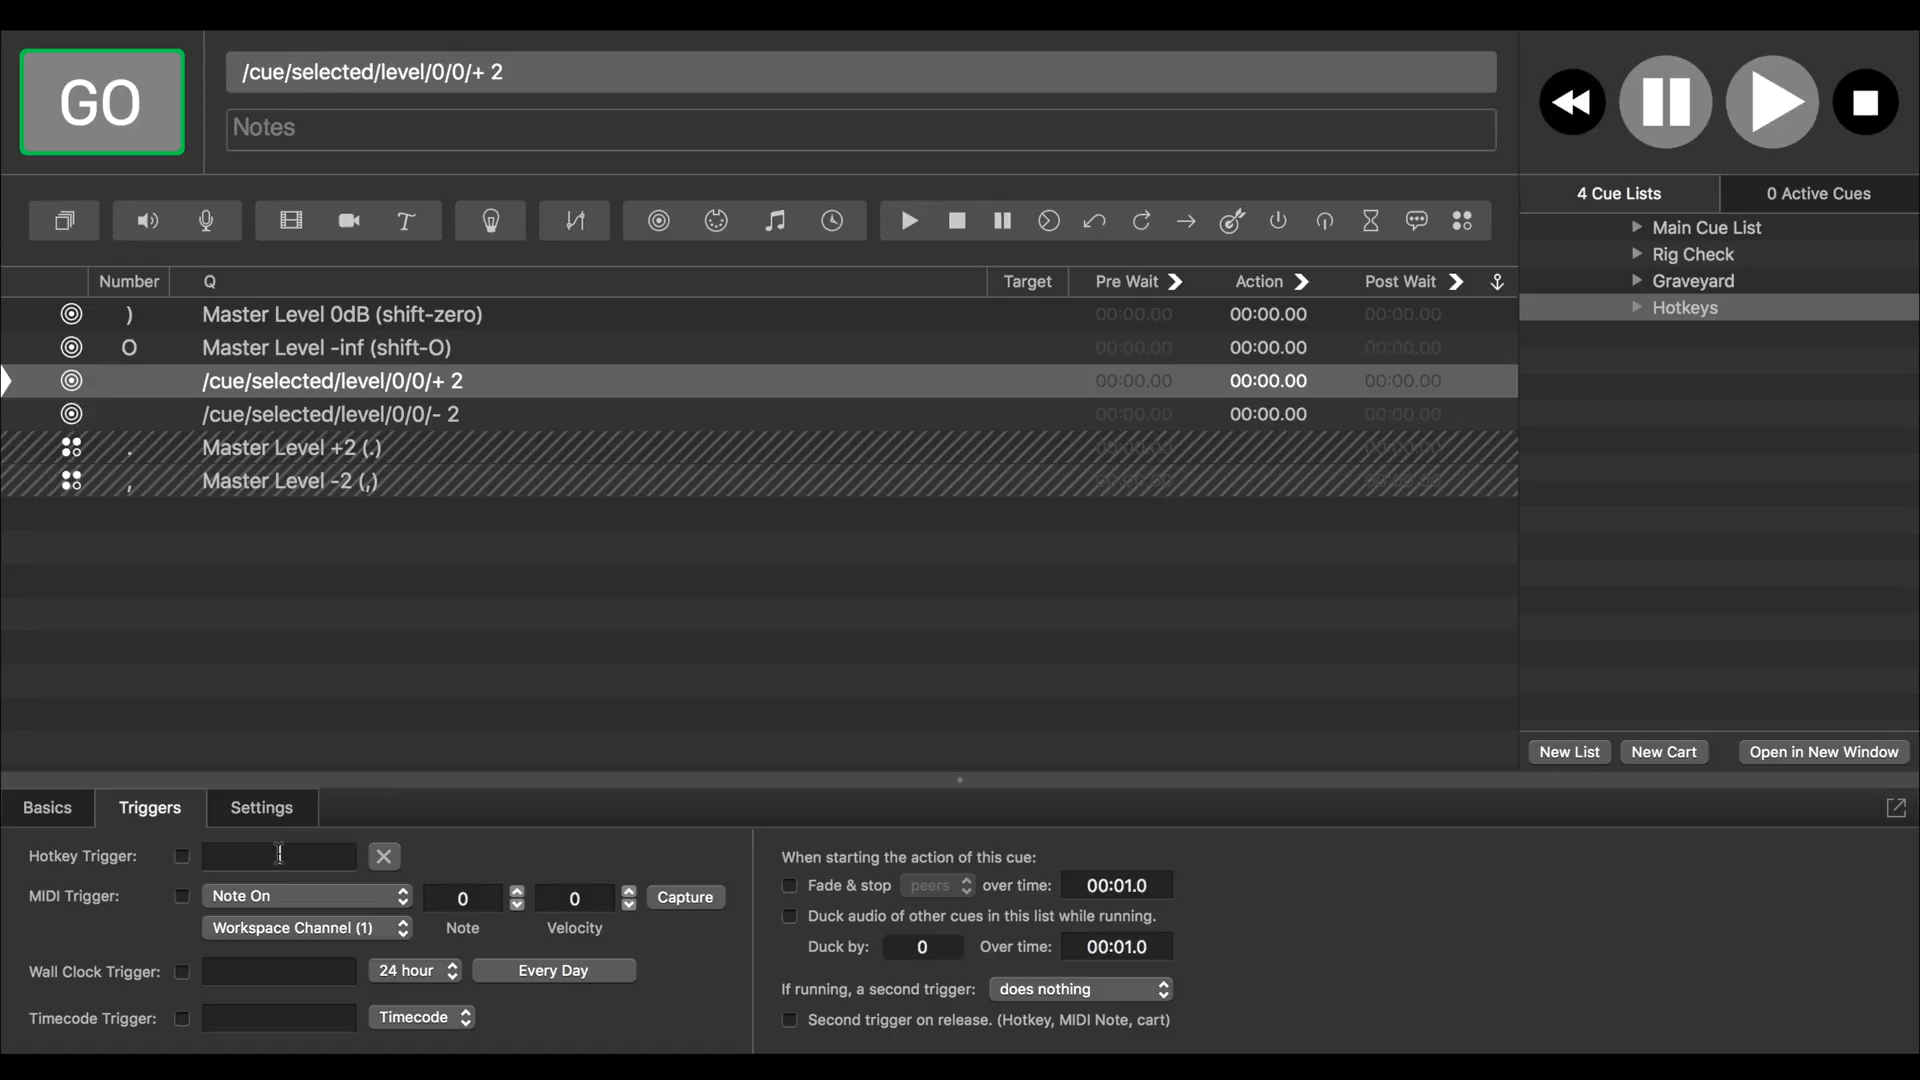 GO
/cue/selected/level/0/0/+ 2
Notes
4 Cue Lists
0 Active Cues
Main Cue List
Rig Check
Graveyard
Hotkeys
Number Q Target Pre Wait Action Post Wait
) Master Level 0dB (shift-zero) 00:00.00 00:00.00 00:00.00
O Master Level -inf (shift-O) 00:00.00 00:00.00 00:00.00
/cue/selected/level/0/0/+ 2 00:00.00 00:00.00 00:00.00
/cue/selected/level/0/0/- 2 00:00.00 00:00.00 00:00.00
. Master Level +2 (.)
, Master Level -2 (,)
New List New Cart Open in New Window
Basics Triggers Settings
Hotkey Trigger:
MIDI Trigger: Note On 0 0 Capture
Workspace Channel (1) Note Velocity
Wall Clock Trigger: 24 hour Every Day
Timecode Trigger: Timecode
When starting the action of this cue:
Fade & stop peers over time: 00:01.0
Duck audio of other cues in this list while running.
Duck by: 0 Over time: 00:01.0
If running, a second trigger: does nothing
Second trigger on release. (Hotkey, MIDI Note, cart)